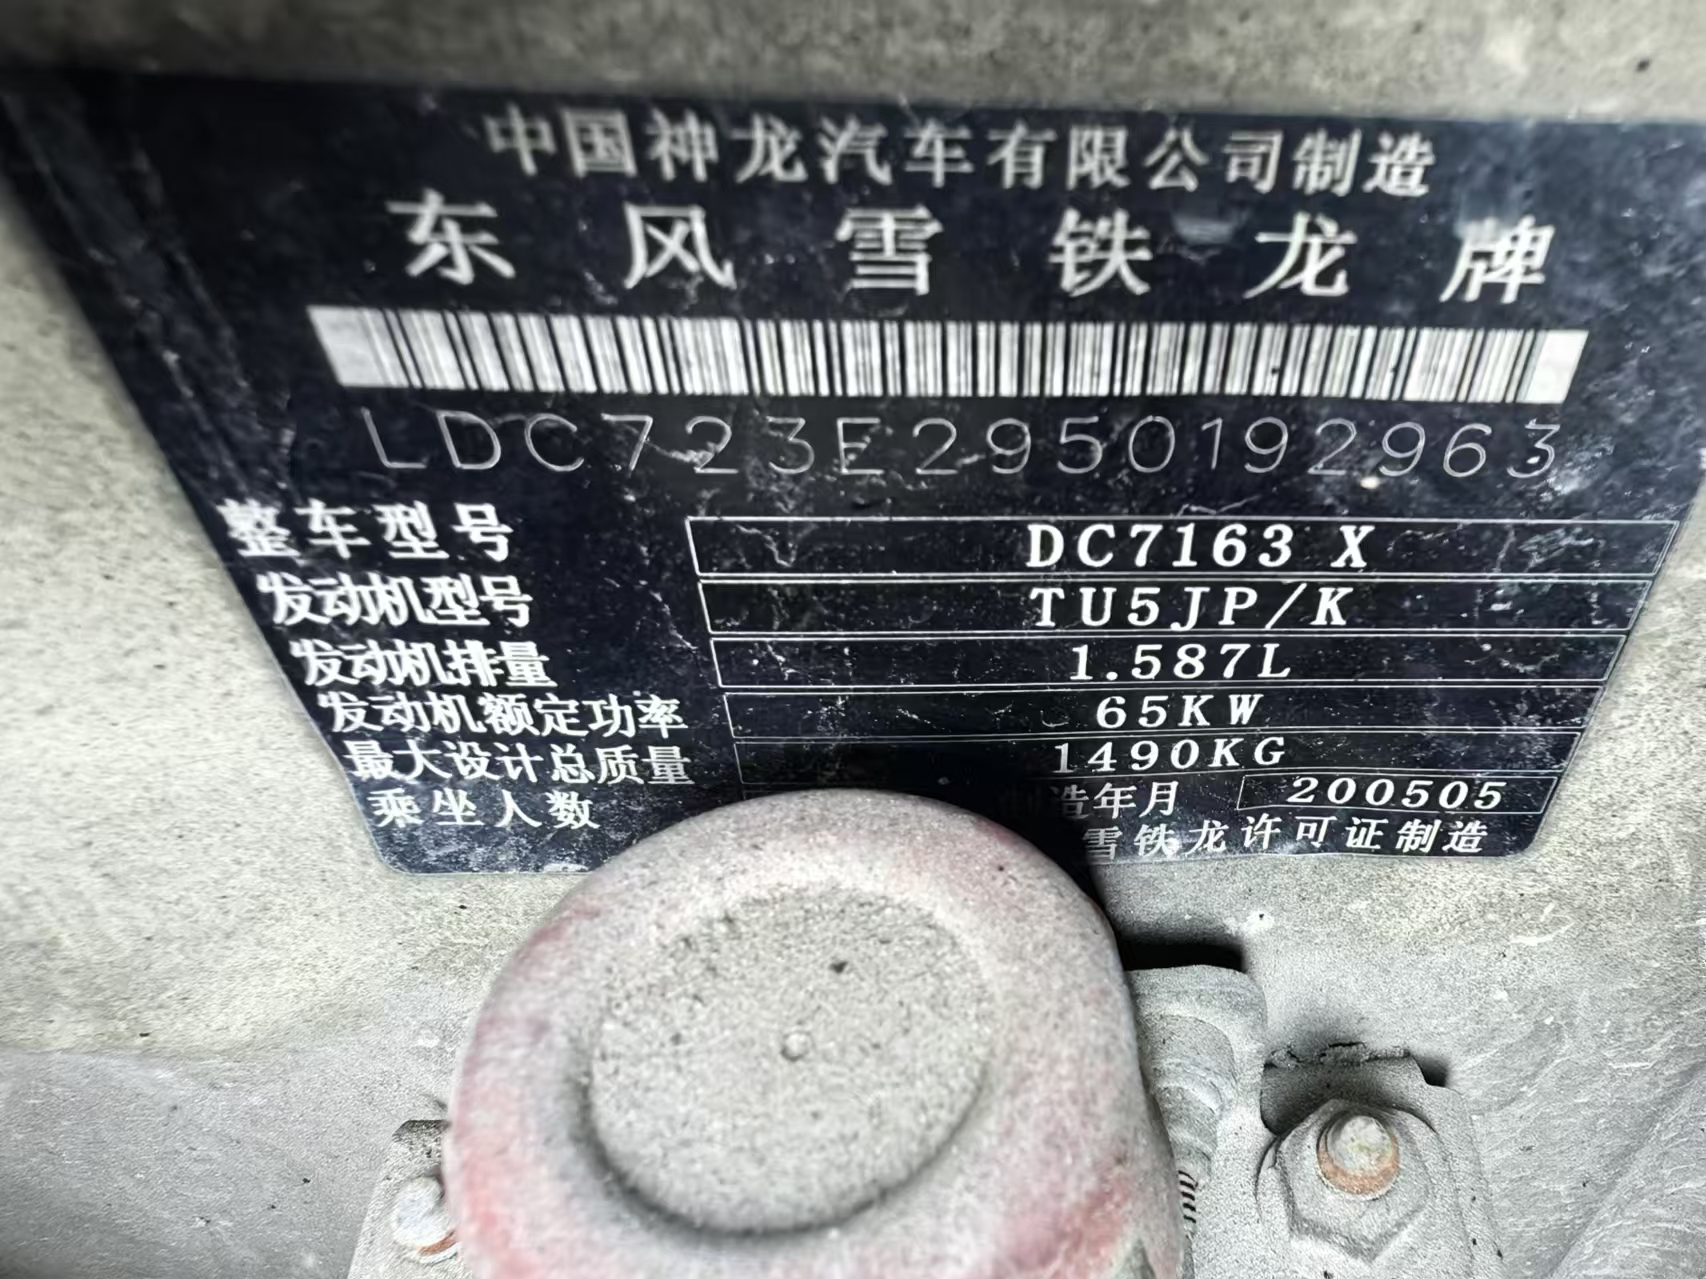 中国神龙汽车有限公司制造
东风雪铁龙牌
LDC723E2950192963
整车型号 DC7163 X
发动机型号 TU5JP/K
发动机排量 1.587L
发动机额定功率 65KW
最大设计总质量 1490KG
乘坐人数 造年月 200505
雪铁龙许可证制造